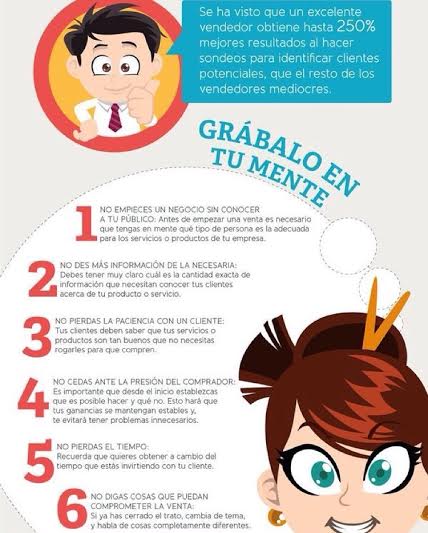 Se ha visto que un excelente
vendedor obtiene hasta 250%
mejores resultados al hacer
sondeos para identificar clientes
potenciales, que el resto de los
vendedores mediocres.
GRÁBALO EN
TU MENTE
1 NO EMPIECES UN NEGOCIO SIN CONOCER
A TU PÚBLICO: Antes de empezar una venta es necesario
que tengas en mente qué tipo de persona es la adecuada
para los servicios o productos de tu empresa.
2 NO DES MÁS INFORMACIÓN DE LA NECESARIA:
Debes tener muy claro cuál es la cantidad exacta de
información que necesitan conocer tus clientes
acerca de tu producto o servicio.
3 NO PIERDAS LA PACIENCIA CON UN CLIENTE:
Tus clientes deben saber que tus servicios o
productos son tan buenos que no necesitas
rogarles para que compren.
4 NO CEDAS ANTE LA PRESIÓN DEL COMPRADOR:
Es importante que desde el inicio establezcas
que es posible hacer y qué no. Esto hará que
tus ganancias se mantengan estables y,
te evitará tener problemas innecesarios.
5 NO PIERDAS EL TIEMPO:
Recuerda que quieres obtener a cambio del
tiempo que estás invirtiendo con tu cliente.
6 NO DIGAS COSAS QUE PUEDAN
COMPROMETER LA VENTA:
Si ya has cerrado el trato, cambia de tema,
y habla de cosas completamente diferentes.